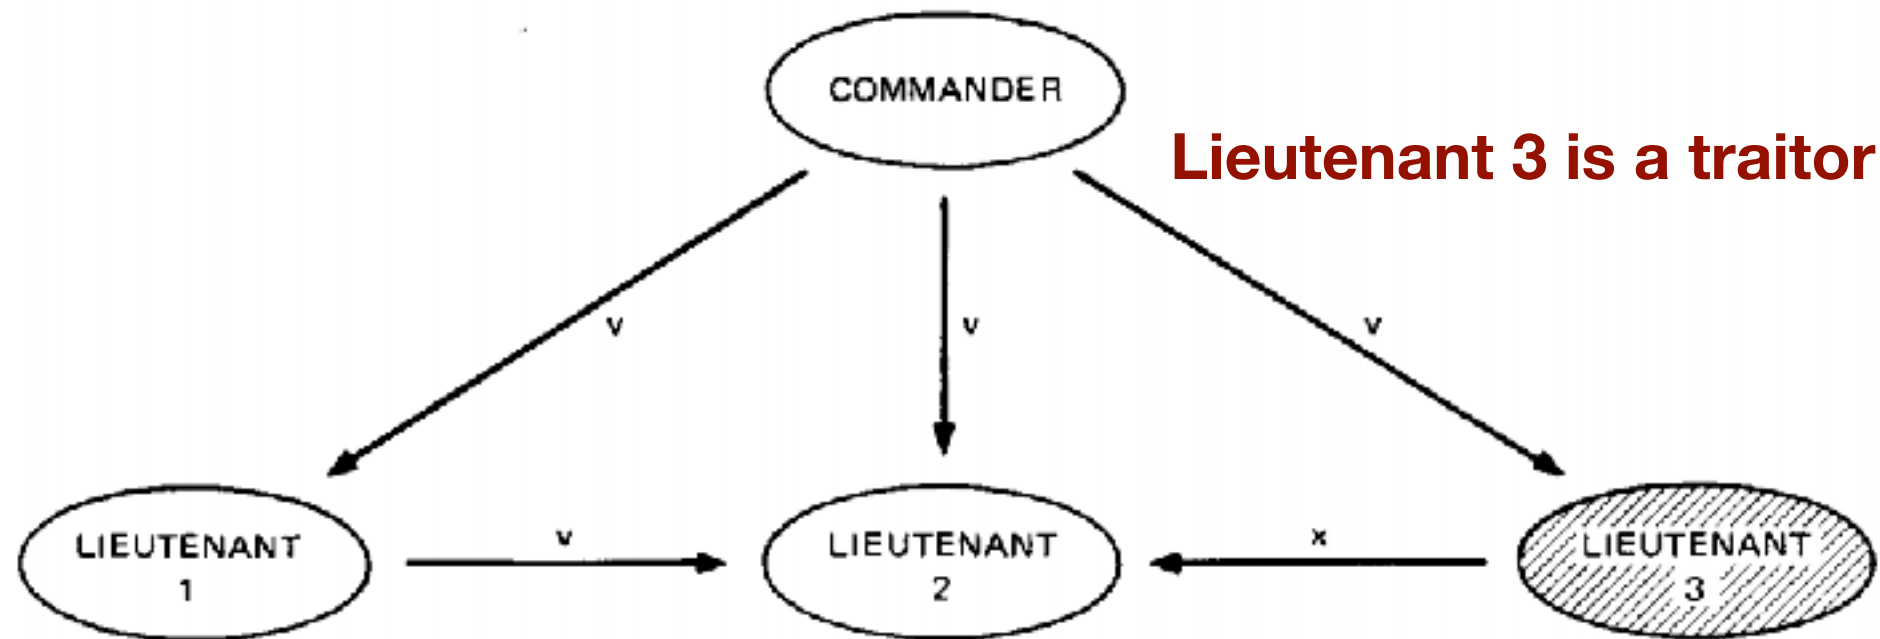 COMMANDER
Lieutenant 3 is a traitor
v
v
v
LIEUTENANT
1
v
LIEUTENANT
2
x
LIEUTENANT
3